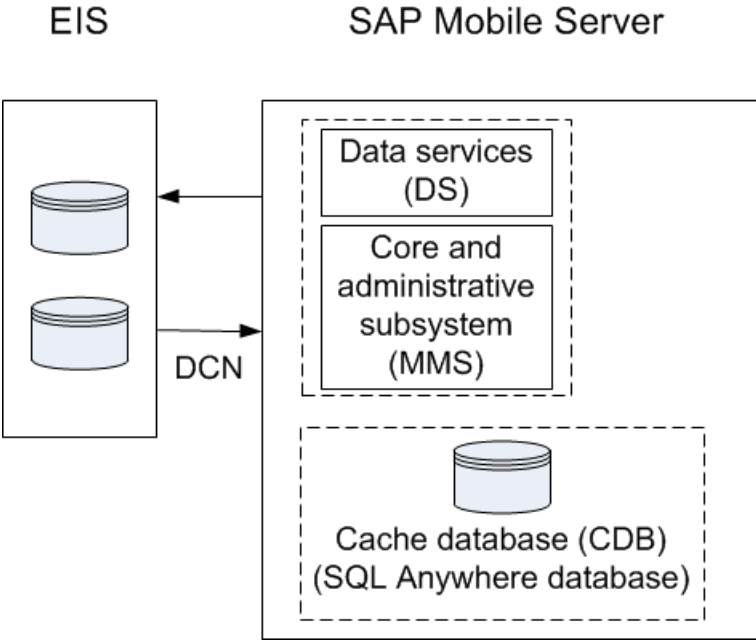 EIS
SAP Mobile Server
Data services
(DS)
Core and
administrative
subsystem
(MMS)
DCN
Cache database (CDB)
(SQL Anywhere database)